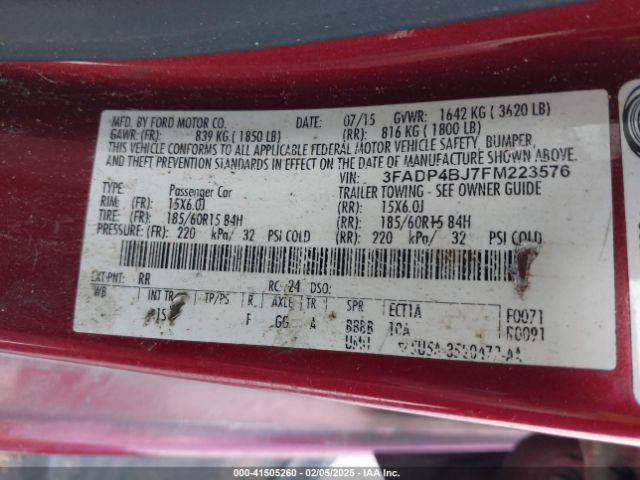 MFD. BY FORD MOTOR CO. DATE: 07/15 GVWR: 1642 KG ( 3620 LB)
GAWR: (FR): 839 KG ( 1850 LB) (RR): 816 KG ( 1800 LB)
THIS VEHICLE CONFORMS TO ALL APPLICABLE FEDERAL MOTOR VEHICLE SAFETY, BUMPER,
AND THEFT PREVENTION STANDARDS IN EFFECT ON THE DATE OF MANUFACTURE SHOWN ABOVE.
VIN: 3FADP4BJ7FM223576
TYPE: Passenger Car TRAILER TOWING - SEE OWNER GUIDE
RIM: (FR): 15X6.0J (RR): 15X6.0J
TIRE: (FR): 185/60R15 84H (RR): 185/60R15 84H
PRESSURE: (FR): 220 kPa/ 32 PSI COLD (RR): 220 kPa/ 32 PSI COLD
EXT PNT: RR RC: 24 DSO:
WB INT TR TP/PS R. AXLE TR SPR ECT1A F0071
F GG A BBBB R0091
000-41505260 - 02/05/2025 - IAA Inc.